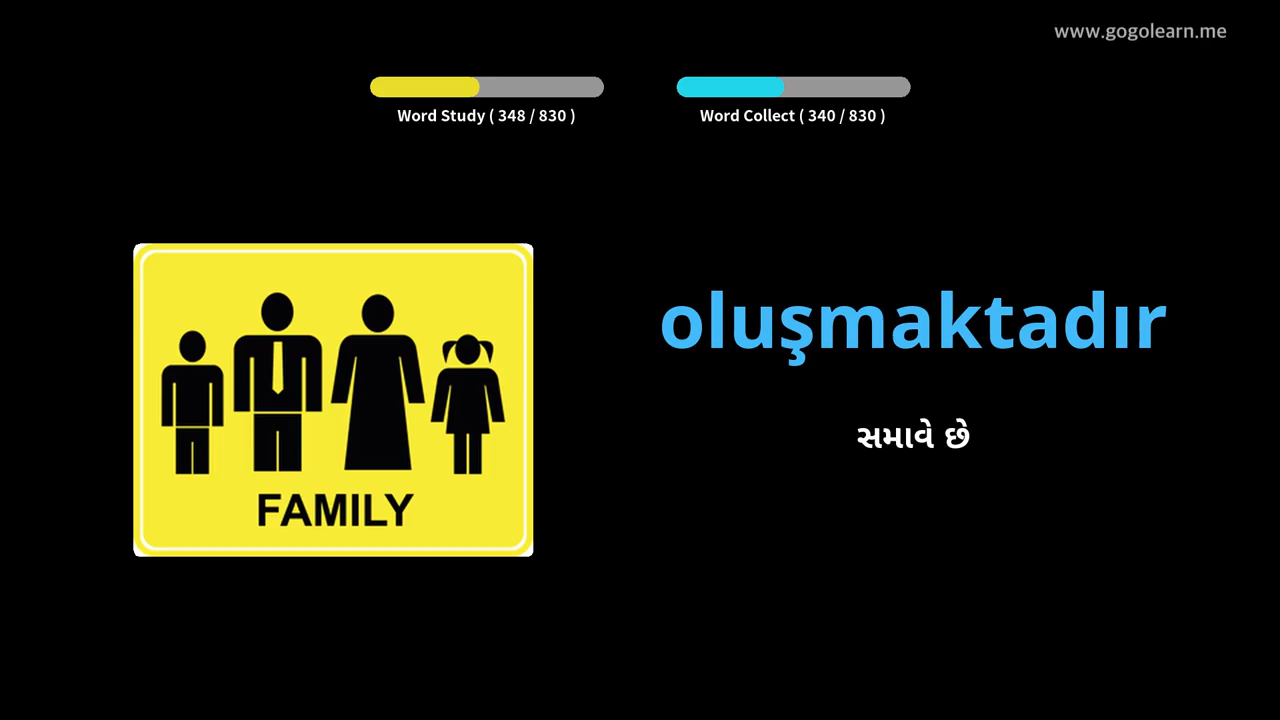 www.gogolearn.me
Word Study ( 348 / 830 )
Word Collect ( 340 / 830 )
FAMILY
oluşmaktadır
સમાવે છે